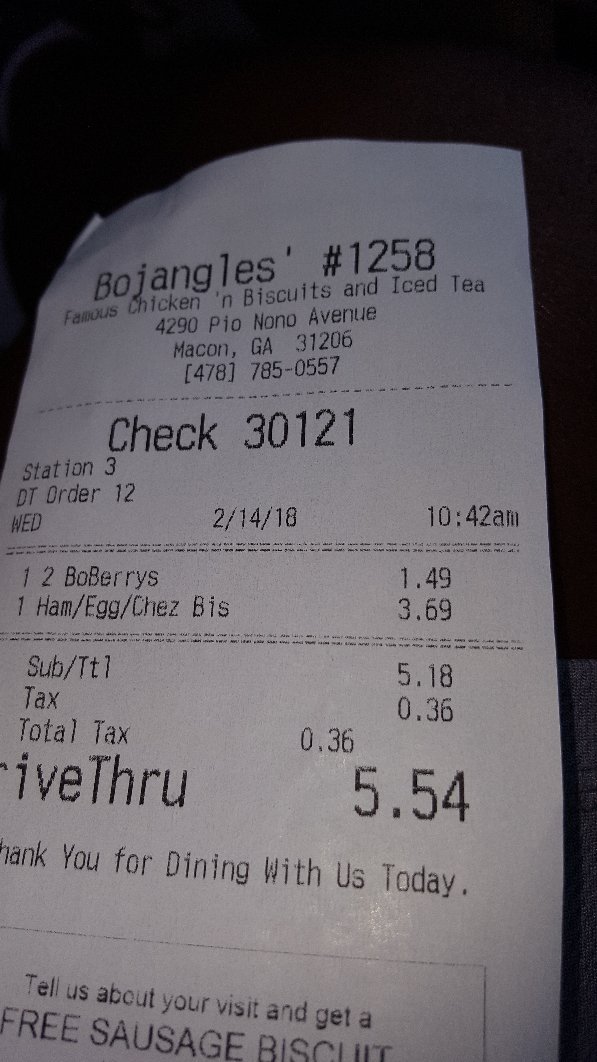 Bojangles' #1258
Famous Chicken 'n Biscuits and Iced Tea
4290 Pio Nono Avenue
Macon, GA 31206
[478] 785-0557
Check 30121
Station 3
DT Order 12
WED 2/14/18 10:42am
1 2 BoBerrys 1.49
1 Ham/Egg/Chez Bis 3.69
Sub/Ttl 5.18
Tax 0.36
Total Tax 0.36
riveThru 5.54
hank You for Dining With Us Today.
Tell us about your visit and get a
FREE SAUSAGE BISCUIT